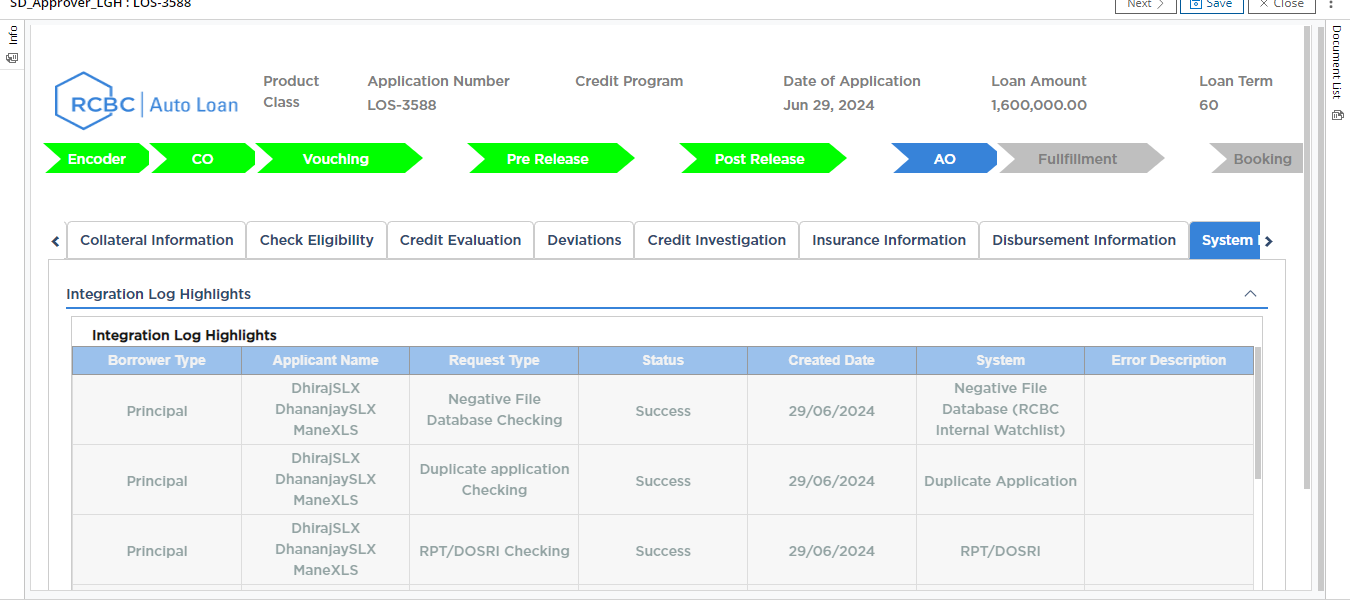 SD_Approver_LGH : LOS-3588
Next
Save
Close
Info
Document List
RCBC | Auto Loan
Product Class
Application Number
LOS-3588
Credit Program
Date of Application
Jun 29, 2024
Loan Amount
1,600,000.00
Loan Term
60
Encoder
CO
Vouching
Pre Release
Post Release
AO
Fullfillment
Booking
Collateral Information
Check Eligibility
Credit Evaluation
Deviations
Credit Investigation
Insurance Information
Disbursement Information
System
Integration Log Highlights
Integration Log Highlights
Borrower Type Applicant Name Request Type Status Created Date System Error Description
Principal
DhirajSLX
DhananjaySLX
ManeXLS
Negative File
Database Checking
Success
29/06/2024
Negative File
Database (RCBC
Internal Watchlist)
Principal
DhirajSLX
DhananjaySLX
ManeXLS
Duplicate application
Checking
Success
29/06/2024
Duplicate Application
Principal
DhirajSLX
DhananjaySLX
ManeXLS
RPT/DOSRI Checking
Success
29/06/2024
RPT/DOSRI